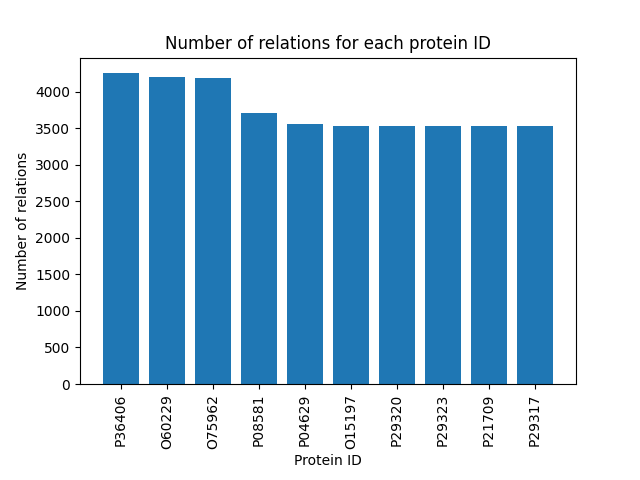 Number of relations for each protein ID
Number of relations
4000
3500
3000
2500
2000
1500
1000
500
0
P36406
O60229
O75962
P08581
P04629
O15197
P29320
P29323
P21709
P29317
Protein ID